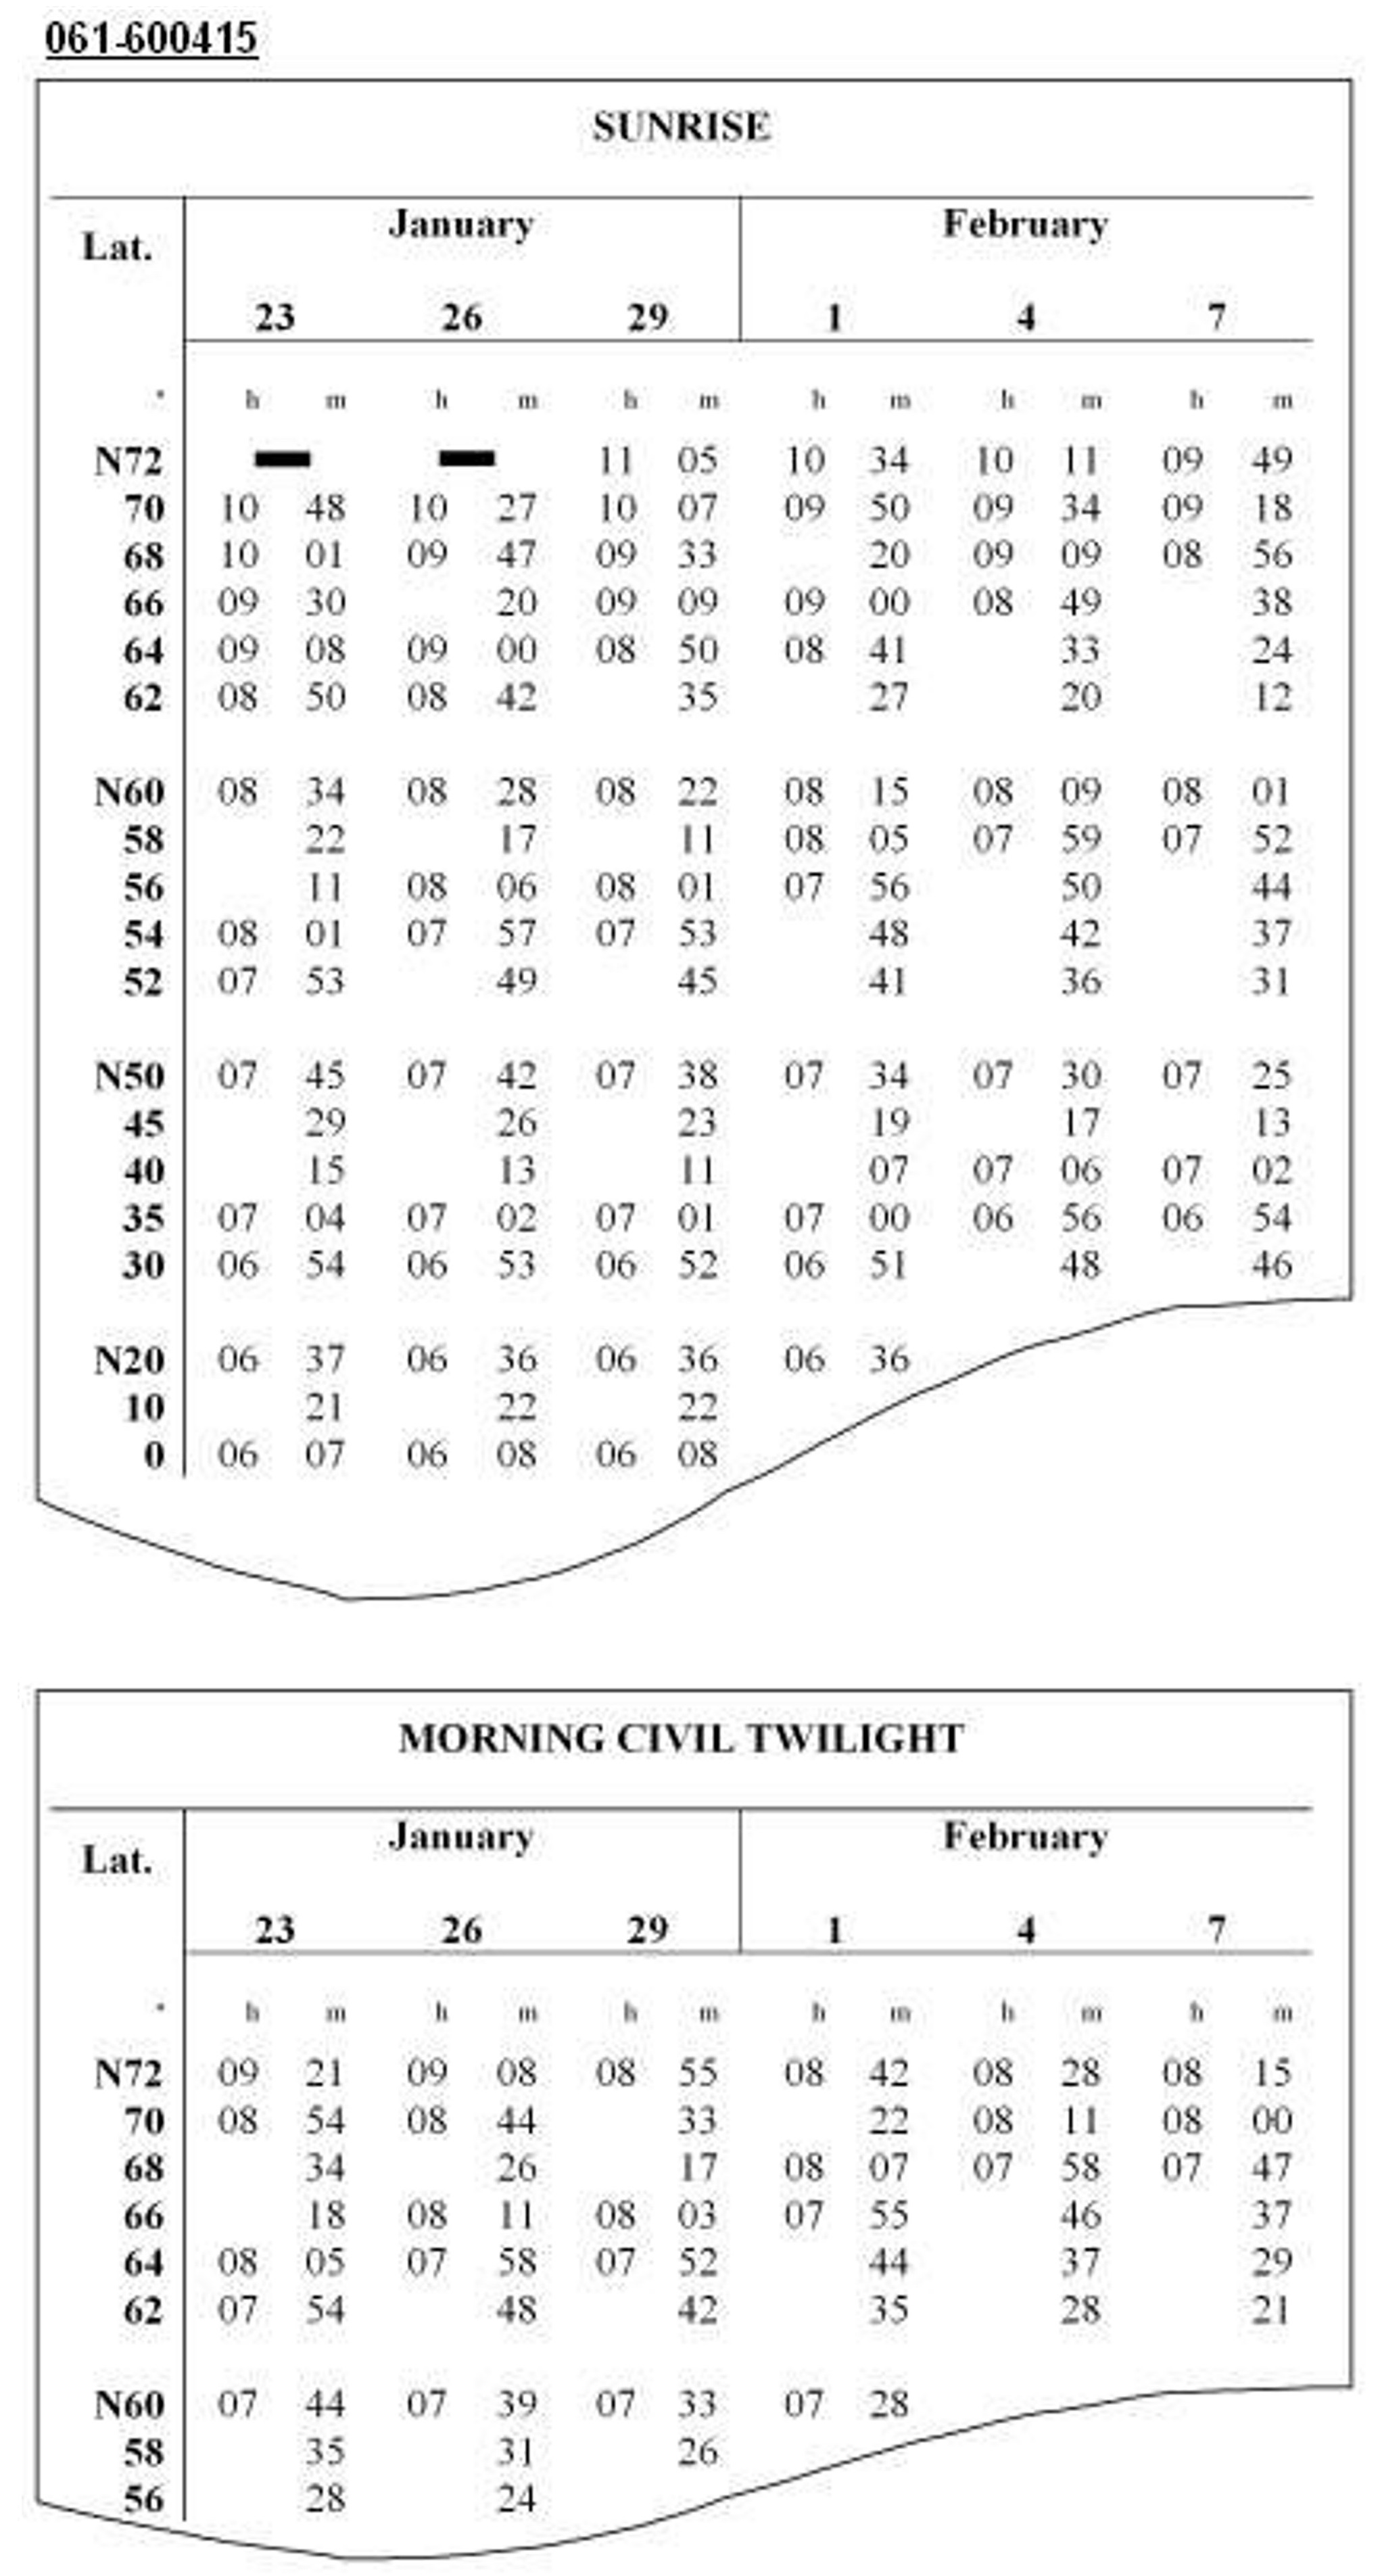 061-600415
SUNRISE
Lat. January February
23 26 29 1 4 7
° h m h m h m h m h m h m
N72 11 05 10 34 10 11 09 49
70 10 48 10 27 10 07 09 50 09 34 09 18
68 10 01 09 47 09 33 20 09 09 08 56
66 09 30 20 09 09 09 00 08 49 38
64 09 08 09 00 08 50 08 41 33 24
62 08 50 08 42 35 27 20 12
N60 08 34 08 28 08 22 08 15 08 09 08 01
58 22 17 11 08 05 07 59 07 52
56 11 08 06 08 01 07 56 50 44
54 08 01 07 57 07 53 48 42 37
52 07 53 49 45 41 36 31
N50 07 45 07 42 07 38 07 34 07 30 07 25
45 29 26 23 19 17 13
40 15 13 11 07 07 06 07 02
35 07 04 07 02 07 01 07 00 06 56 06 54
30 06 54 06 53 06 52 06 51 48 46
N20 06 37 06 36 06 36 06 36
10 21 22 22
0 06 07 06 08 06 08
MORNING CIVIL TWILIGHT
Lat. January February
23 26 29 1 4 7
° h m h m h m h m h m h m
N72 09 21 09 08 08 55 08 42 08 28 08 15
70 08 54 08 44 33 22 08 11 08 00
68 34 26 17 08 07 07 58 07 47
66 18 08 11 08 03 07 55 46 37
64 08 05 07 58 07 52 44 37 29
62 07 54 48 42 35 28 21
N60 07 44 07 39 07 33 07 28
58 35 31 26
56 28 24